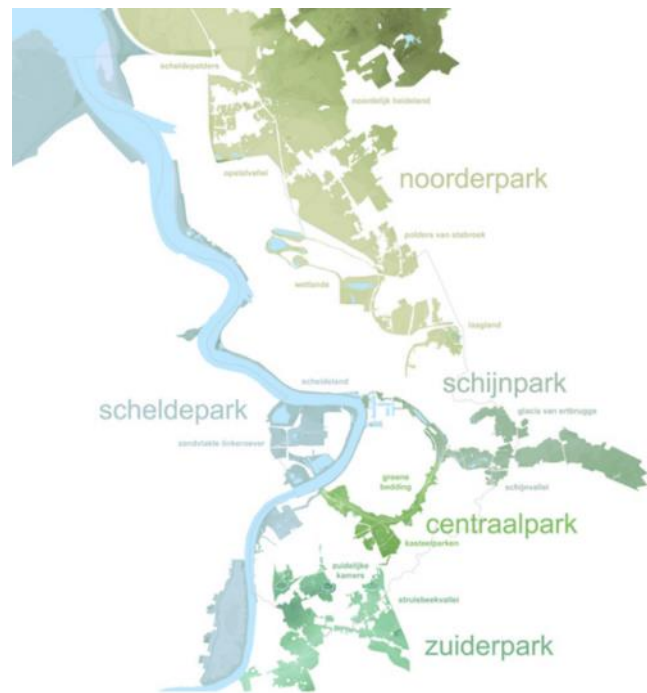 scheldepolders
noordelijk heideland
opstalvallei
noorderpark
polders van stabroek
wetlands
laagland
scheldeland
schijnpark
scheldepark
glacis van ertbrugge
zandvlakte linkeroever
groene
bedding
schijnvallei
centraalpark
kasteelparken
zuidelijke
kamers
struisbeekvallei
zuiderpark